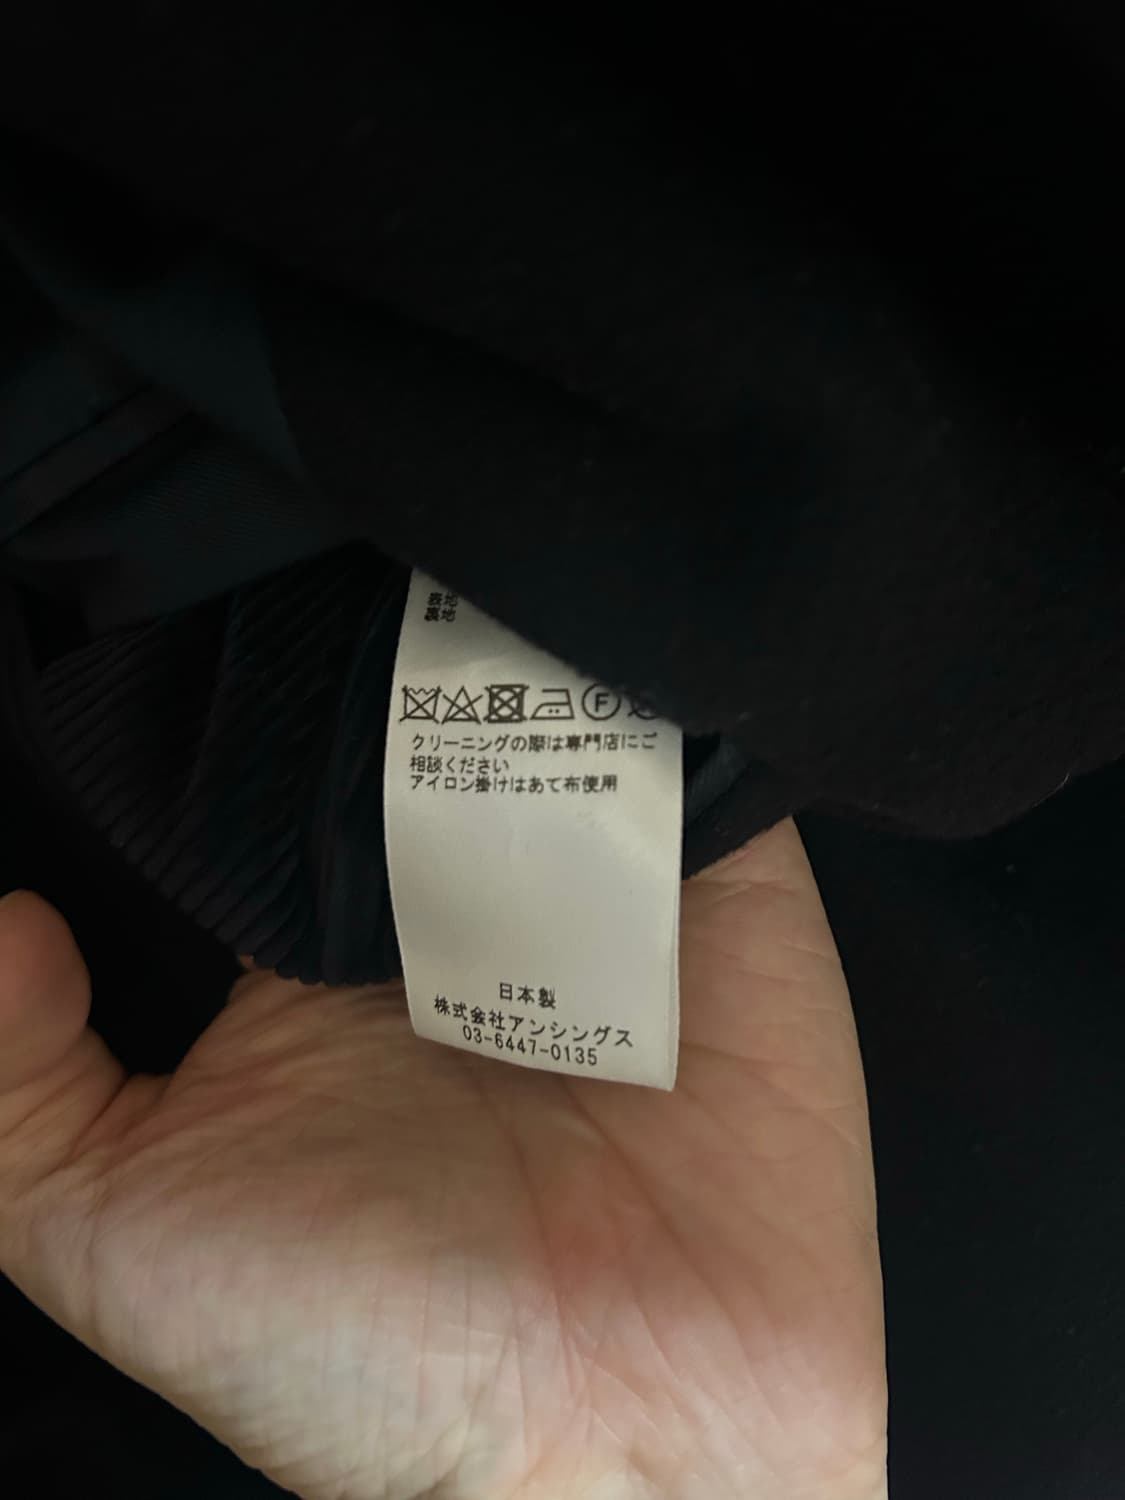 表地
裏地
F
クリーニングの際は専門店にご
相談ください
アイロン掛けはあて布使用
日本製
株式会社アンシングス
03-6447-0135